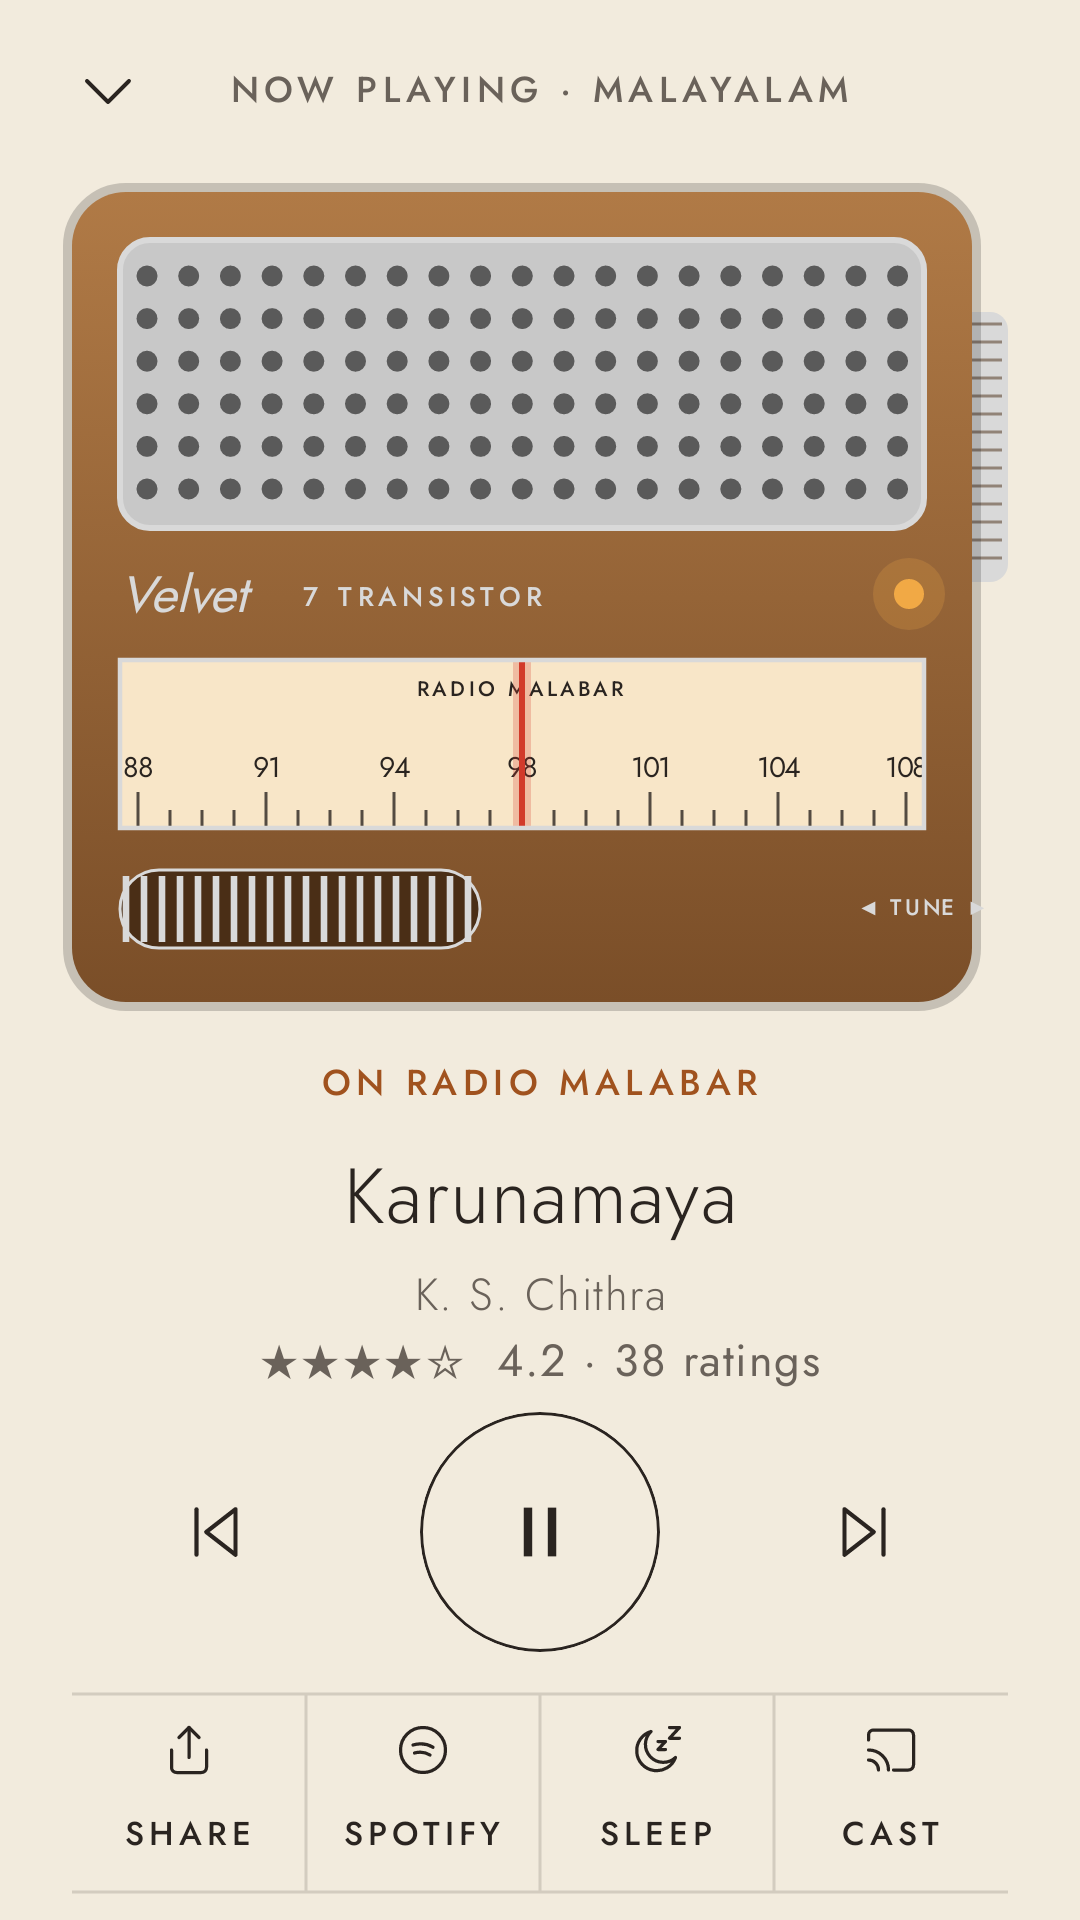 NOW PLAYING · MALAYALAM
Velvet 7 TRANSISTOR
RADIO MALABAR
88 91 94 98 101 104 108
◄ TUNE ►
ON RADIO MALABAR
Karunamaya
K. S. Chithra
★★★★☆ 4.2 · 38 ratings
SHARE SPOTIFY SLEEP CAST